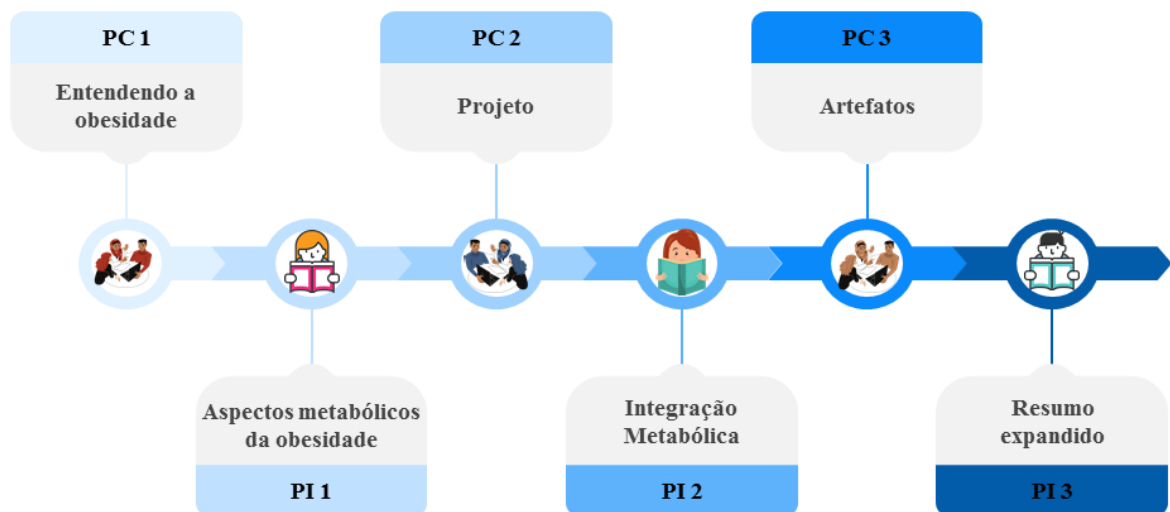 PC 1
Entendendo a
obesidade
PC 2
Projeto
PC 3
Artefatos
Aspectos metabólicos
da obesidade
PI 1
Integração
Metabólica
PI 2
Resumo
expandido
PI 3